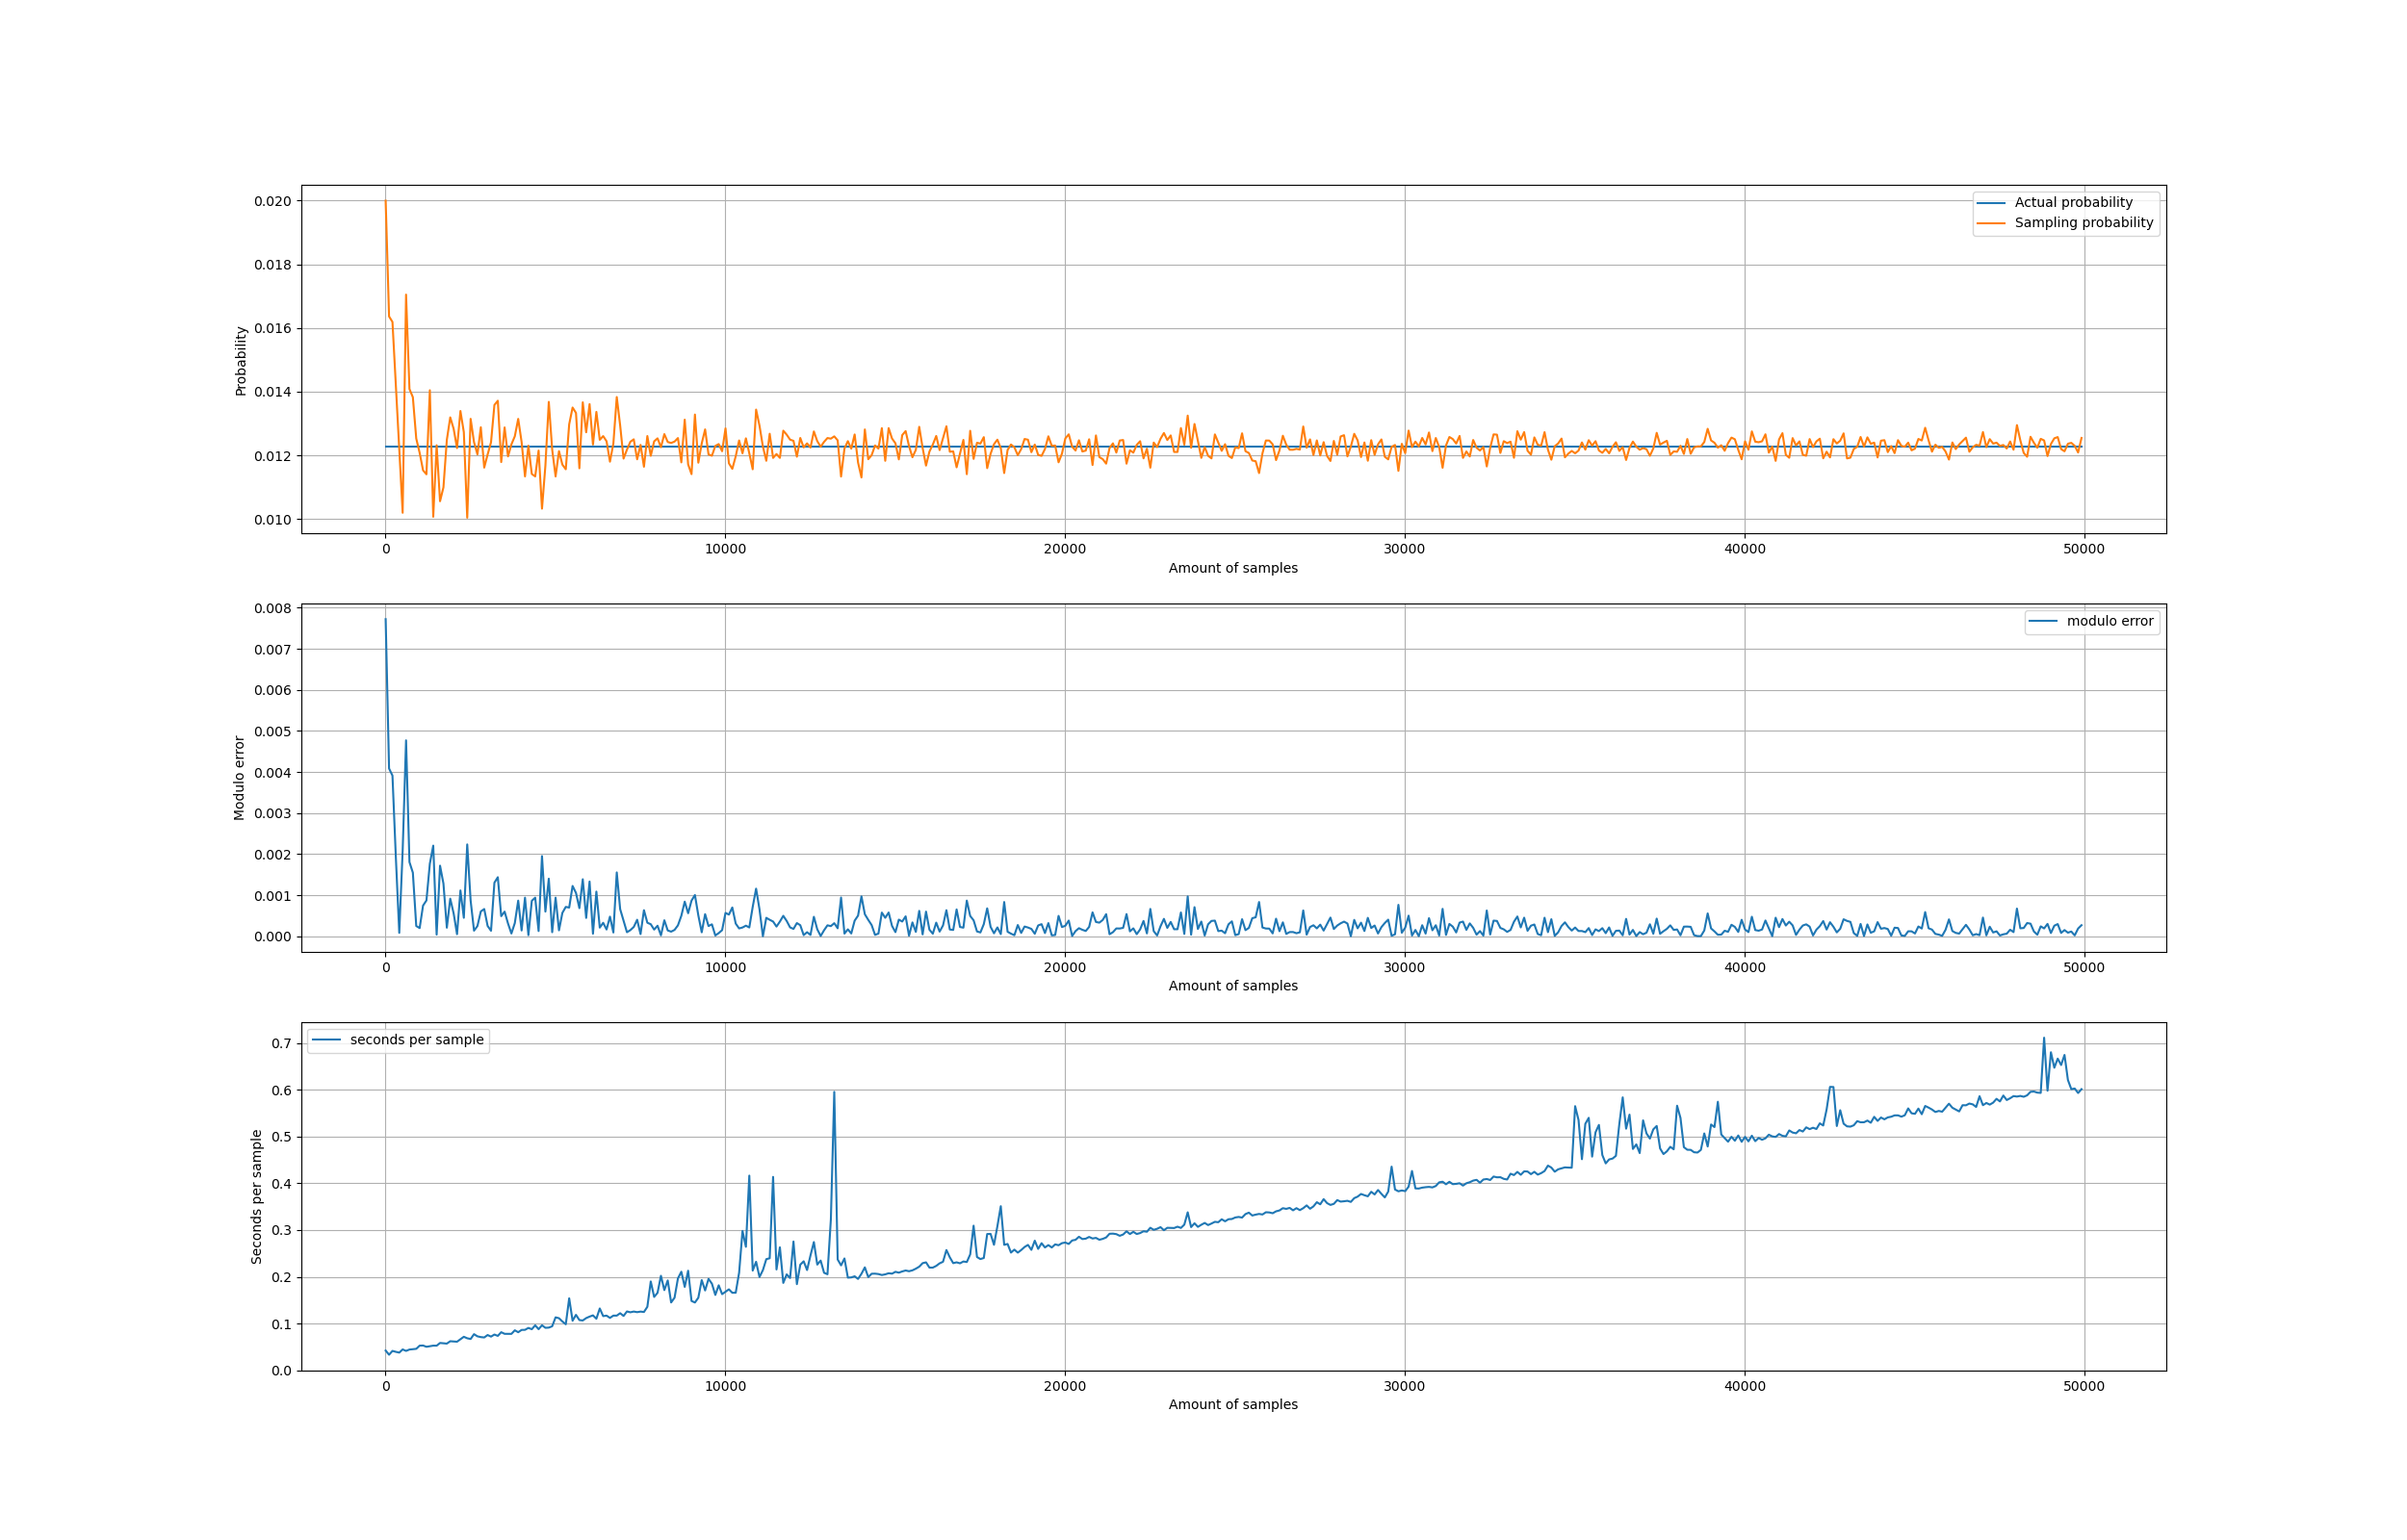 0.020
0.018
0.016
0.014
0.012
0.010
Probability
Actual probability
Sampling probability
0 10000 20000 30000 40000 50000
Amount of samples
0.008
0.007
0.006
0.005
0.004
0.003
0.002
0.001
0.000
Modulo error
modulo error
0 10000 20000 30000 40000 50000
Amount of samples
0.7
0.6
0.5
0.4
0.3
0.2
0.1
0.0
Seconds per sample
seconds per sample
0 10000 20000 30000 40000 50000
Amount of samples